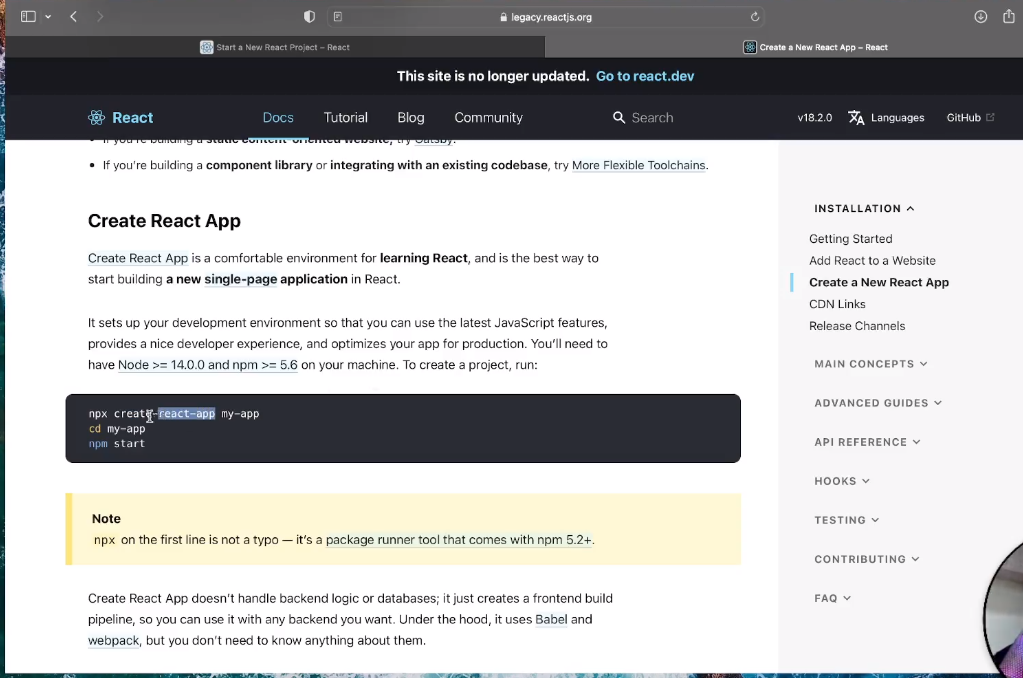 legacy.reactjs.org
Start a New React Project – React
Create a New React App – React
This site is no longer updated. Go to react.dev
React
Docs
Tutorial
Blog
Community
Search
v18.2.0
Languages
GitHub
If you're building a static content-oriented website, try Gatsby.
If you're building a component library or integrating with an existing codebase, try More Flexible Toolchains.
Create React App
Create React App is a comfortable environment for learning React, and is the best way to
start building a new single-page application in React.
It sets up your development environment so that you can use the latest JavaScript features,
provides a nice developer experience, and optimizes your app for production. You'll need to
have Node >= 14.0.0 and npm >= 5.6 on your machine. To create a project, run:
npx create-react-app my-app
cd my-app
npm start
Note
npx on the first line is not a typo — it's a package runner tool that comes with npm 5.2+.
Create React App doesn't handle backend logic or databases; it just creates a frontend build
pipeline, so you can use it with any backend you want. Under the hood, it uses Babel and
webpack, but you don't need to know anything about them.
INSTALLATION
Getting Started
Add React to a Website
Create a New React App
CDN Links
Release Channels
MAIN CONCEPTS
ADVANCED GUIDES
API REFERENCE
HOOKS
TESTING
CONTRIBUTING
FAQ